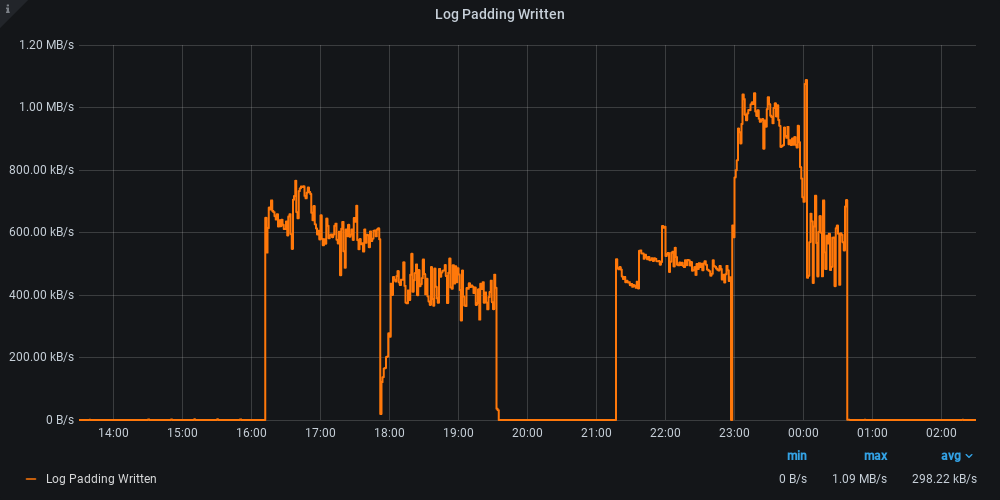 i
Log Padding Written
1.20 MB/s
1.00 MB/s
800.00 kB/s
600.00 kB/s
400.00 kB/s
200.00 kB/s
0 B/s
14:00 15:00 16:00 17:00 18:00 19:00 20:00 21:00 22:00 23:00 00:00 01:00 02:00
min max avg
Log Padding Written 0 B/s 1.09 MB/s 298.22 kB/s